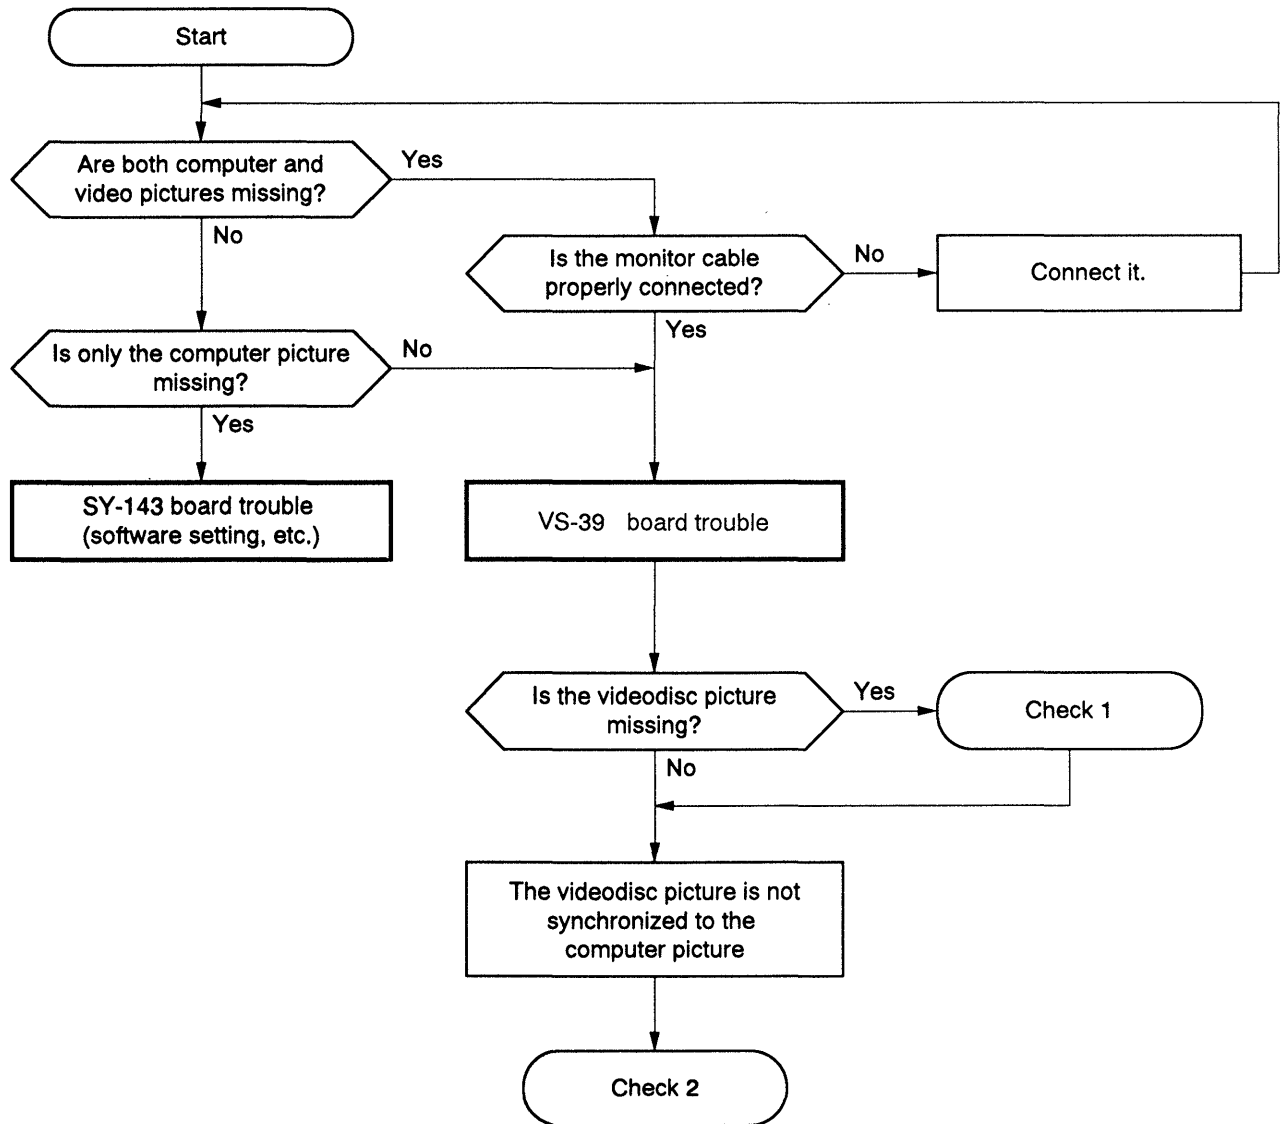 Start
Are both computer and
video pictures missing?
Yes
No
Is the monitor cable
properly connected?
No
Connect it.
Yes
Is only the computer picture
missing?
No
Yes
SY-143 board trouble
(software setting, etc.)
VS-39 board trouble
Is the videodisc picture
missing?
Yes
Check 1
No
The videodisc picture is not
synchronized to the
computer picture
Check 2